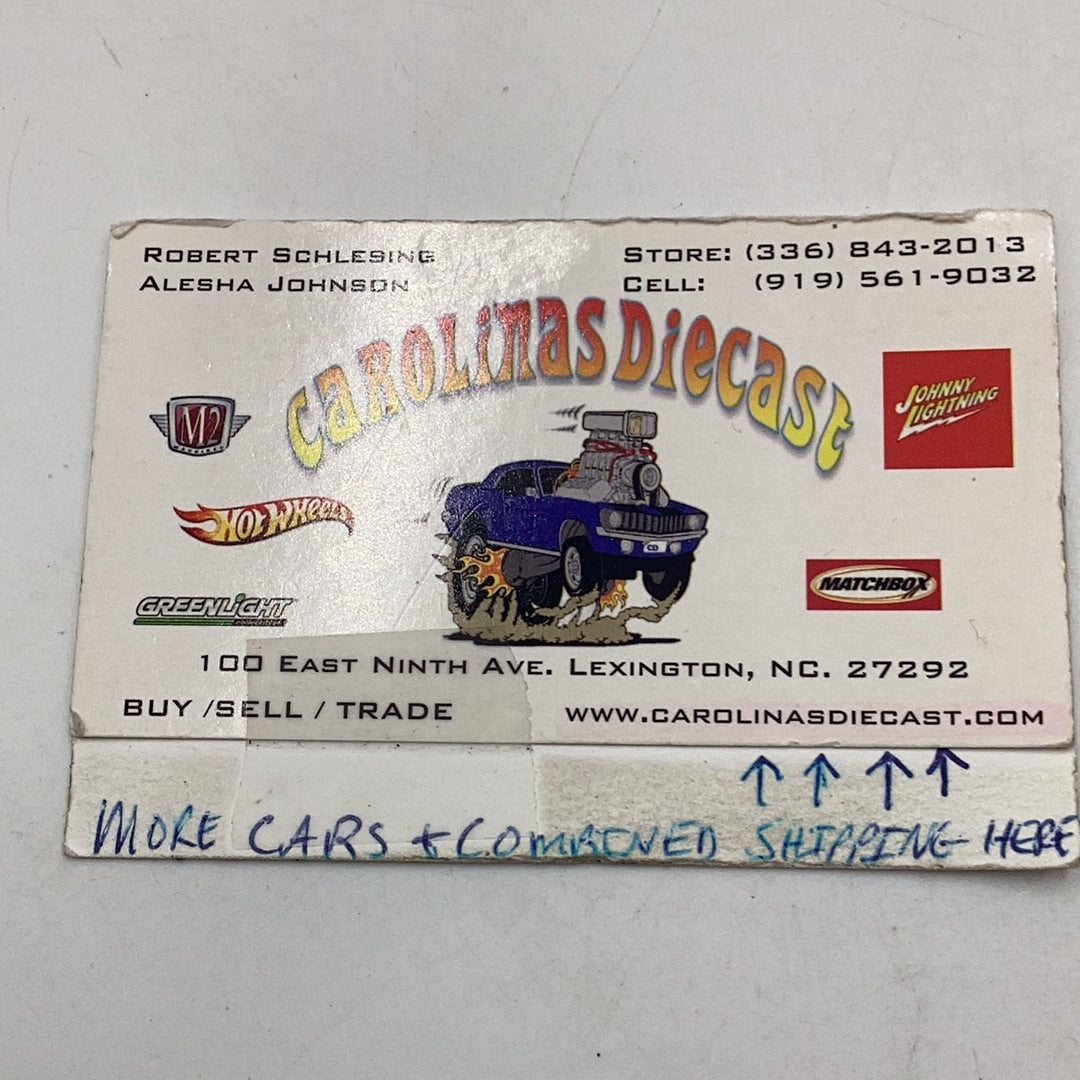 ROBERT SCHLESING
ALESHA JOHNSON
STORE: (336) 843-2013
CELL: (919) 561-9032
CAROLINAS DIECAST
M2
MACHINES
JOHNNY
LIGHTNING
HOT WHEELS
CD
MATCHBOX
GREENLIGHT
100 EAST NINTH AVE. LEXINGTON, NC. 27292
BUY /SELL / TRADE
WWW.CAROLINASDIECAST.COM
MORE CARS + COMBINED SHIPPING HERE